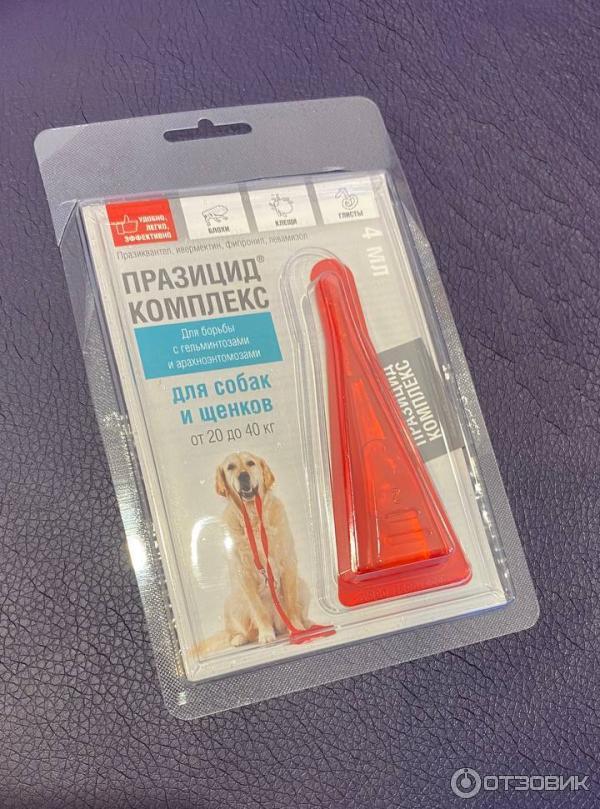 УДОБНО,
ЛЕГКО,
ЭФФЕКТИВНО
БЛОХИ
КЛЕЩИ
ГЛИСТЫ
Празиквантел, ивермектин, фипронил, левамизол
4 мл
ПРАЗИЦИД®
КОМПЛЕКС
Для борьбы
с гельминтозами
и арахноэнтомозами
для собак
и щенков
от 20 до 40 кг
ПРАЗИЦИД
КОМПЛЕКС
ОТЗОВИК